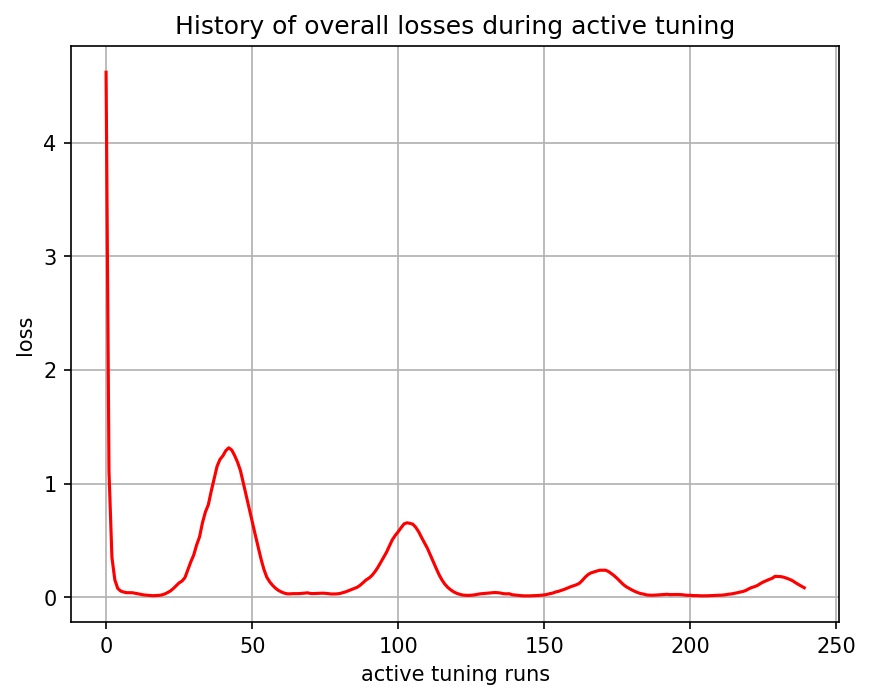 History of overall losses during active tuning
loss
4
3
2
1
0
0 50 100 150 200 250
active tuning runs